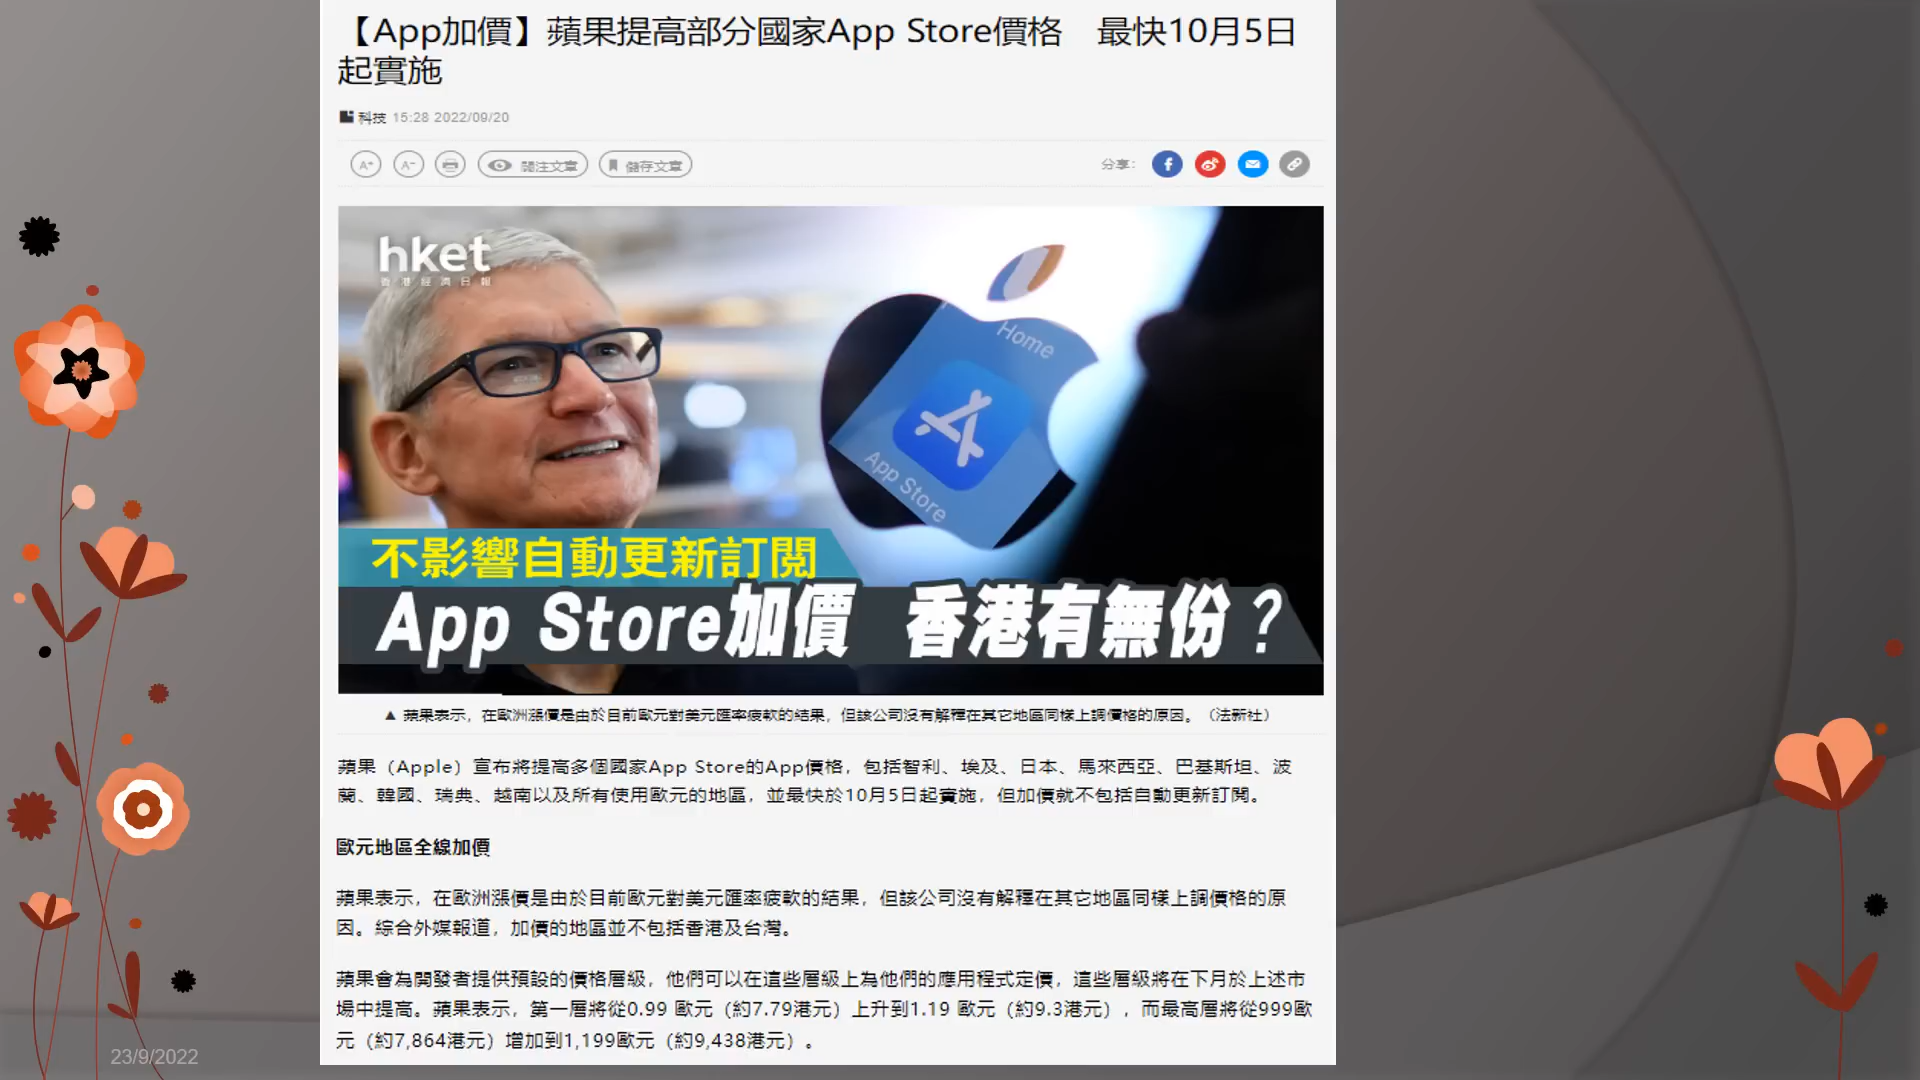 【App加價】蘋果提高部分國家App Store價格　最快10月5日
起實施
科技 15:28 2022/09/20
A+ A- 關注文章 儲存文章 分享：
hket
香港經濟日報
Home
App Store
不影響自動更新訂閱
App Store加價　香港有無份？
▲ 蘋果表示，在歐洲漲價是由於目前歐元對美元匯率疲軟的結果，但該公司沒有解釋在其它地區同樣上調價格的原因。（法新社）
蘋果（Apple）宣布將提高多個國家App Store的App價格，包括智利、埃及、日本、馬來西亞、巴基斯坦、波
蘭、韓國、瑞典、越南以及所有使用歐元的地區，並最快於10月5日起實施，但加價就不包括自動更新訂閱。
歐元地區全線加價
蘋果表示，在歐洲漲價是由於目前歐元對美元匯率疲軟的結果，但該公司沒有解釋在其它地區同樣上調價格的原
因。綜合外媒報道，加價的地區並不包括香港及台灣。
蘋果會為開發者提供預設的價格層級，他們可以在這些層級上為他們的應用程式定價，這些層級將在下月於上述市
場中提高。蘋果表示，第一層將從0.99 歐元（約7.79港元）上升到1.19 歐元（約9.3港元），而最高層將從999歐
元（約7,864港元）增加到1,199歐元（約9,438港元）。
23/9/2022